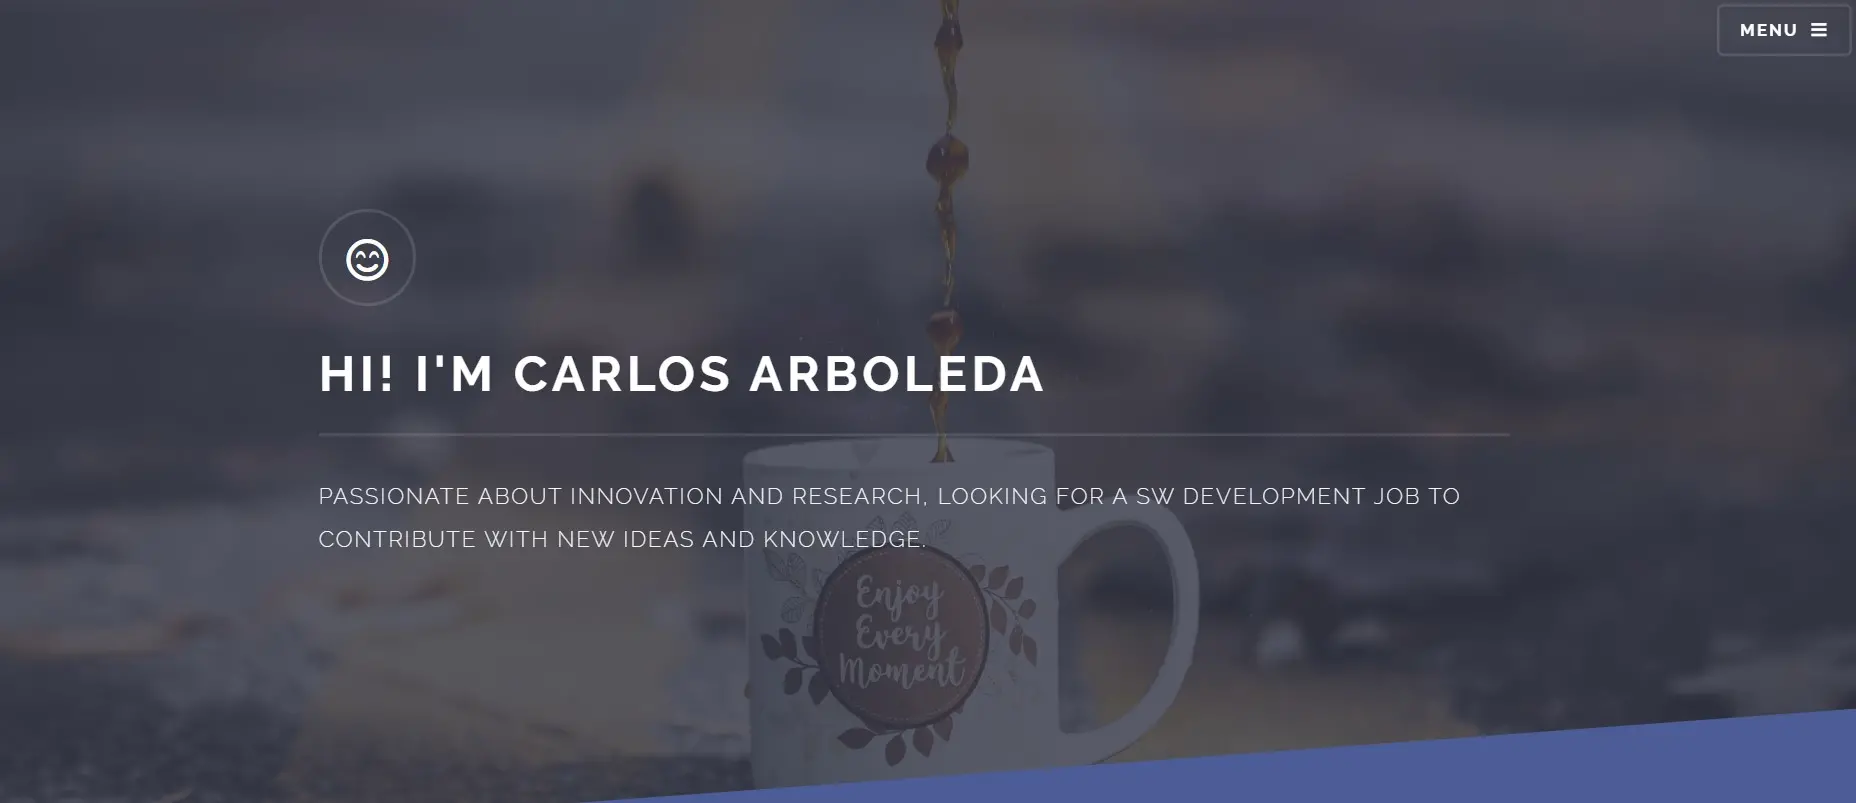 MENU
HI! I'M CARLOS ARBOLEDA
PASSIONATE ABOUT INNOVATION AND RESEARCH, LOOKING FOR A SW DEVELOPMENT JOB TO
CONTRIBUTE WITH NEW IDEAS AND KNOWLEDGE.
Enjoy
Every
Moment